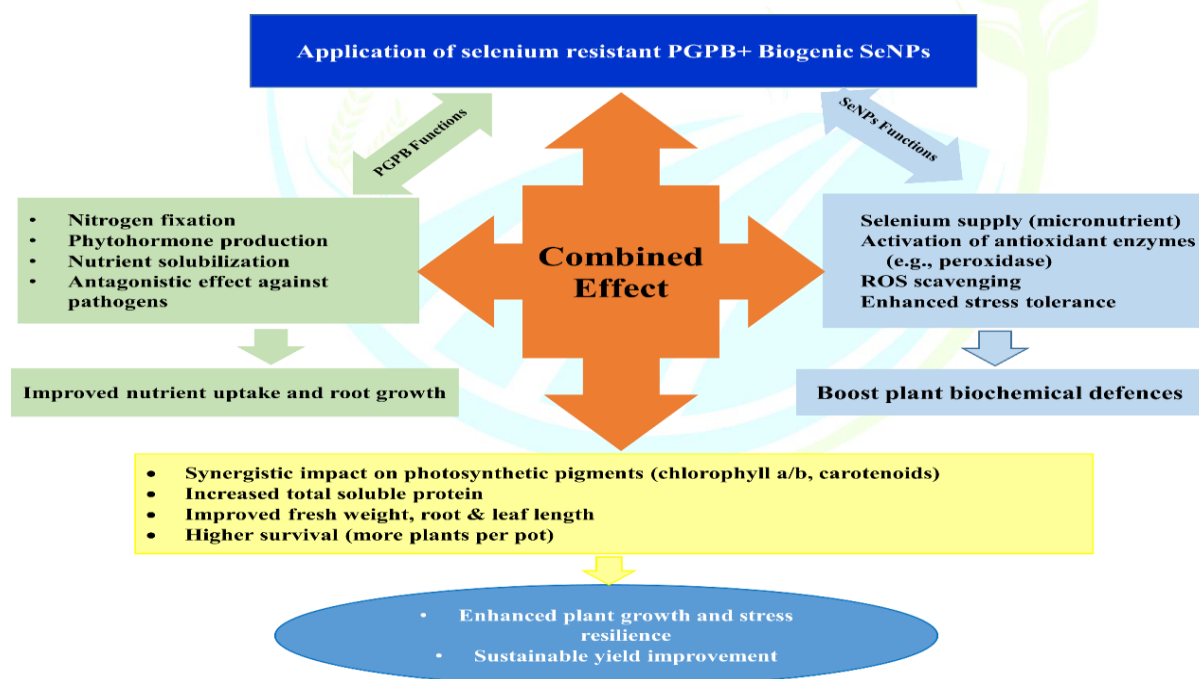 Application of selenium resistant PGPB+ Biogenic SeNPs
PGPB Functions
SeNPs Functions
• Nitrogen fixation
• Phytohormone production
• Nutrient solubilization
• Antagonistic effect against
pathogens
Combined
Effect
Selenium supply (micronutrient)
Activation of antioxidant enzymes
(e.g., peroxidase)
ROS scavenging
Enhanced stress tolerance
Improved nutrient uptake and root growth
Boost plant biochemical defences
• Synergistic impact on photosynthetic pigments (chlorophyll a/b, carotenoids)
• Increased total soluble protein
• Improved fresh weight, root & leaf length
• Higher survival (more plants per pot)
• Enhanced plant growth and stress
resilience
• Sustainable yield improvement